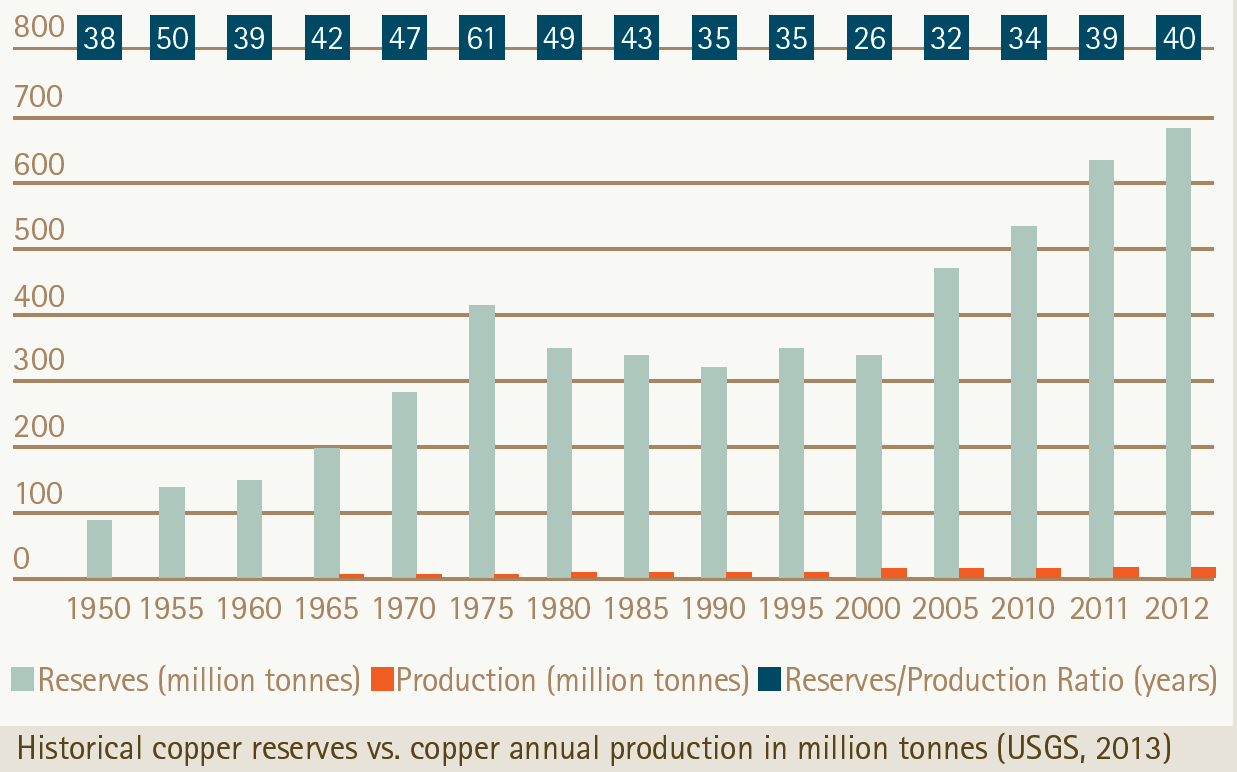 800 38 50 39 42 47 61 49 43 35 35 26 32 34 39 40
700
600
500
400
300
200
100
0
1950 1955 1960 1965 1970 1975 1980 1985 1990 1995 2000 2005 2010 2011 2012
Reserves (million tonnes) Production (million tonnes) Reserves/Production Ratio (years)
Historical copper reserves vs. copper annual production in million tonnes (USGS, 2013)